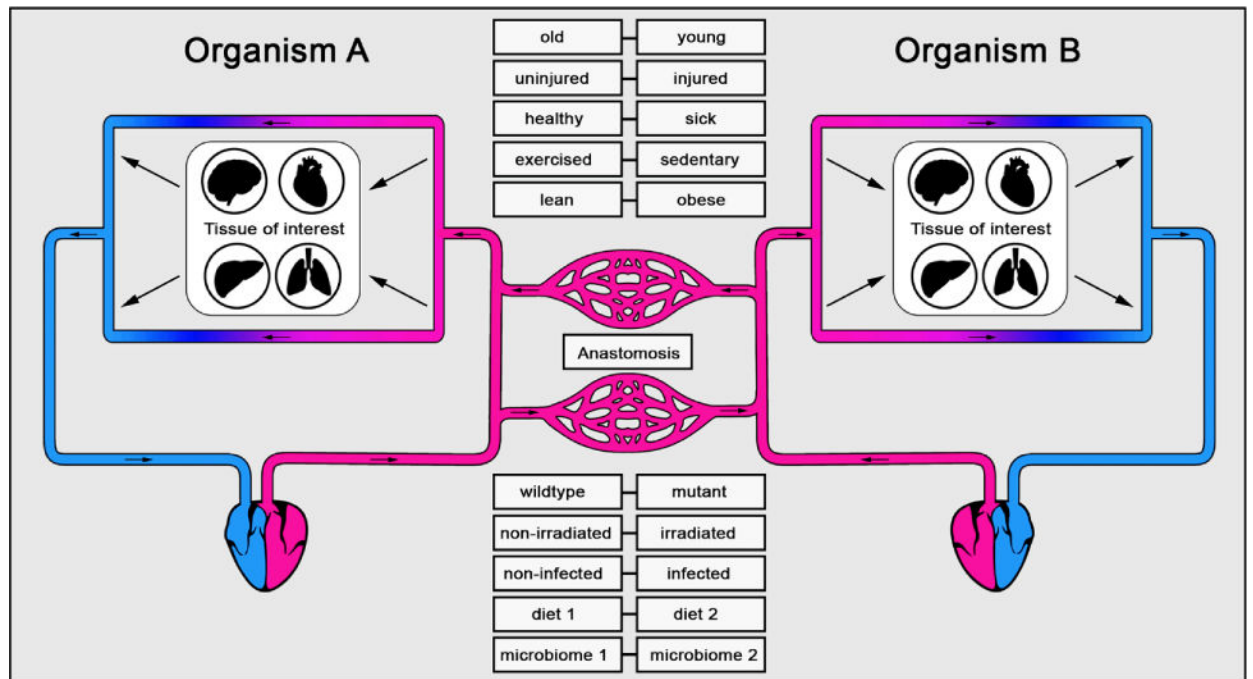 Organism A
Organism B
old
young
uninjured
injured
healthy
sick
exercised
sedentary
lean
obese
Tissue of interest
Tissue of interest
Anastomosis
wildtype
mutant
non-irradiated
irradiated
non-infected
infected
diet 1
diet 2
microbiome 1
microbiome 2